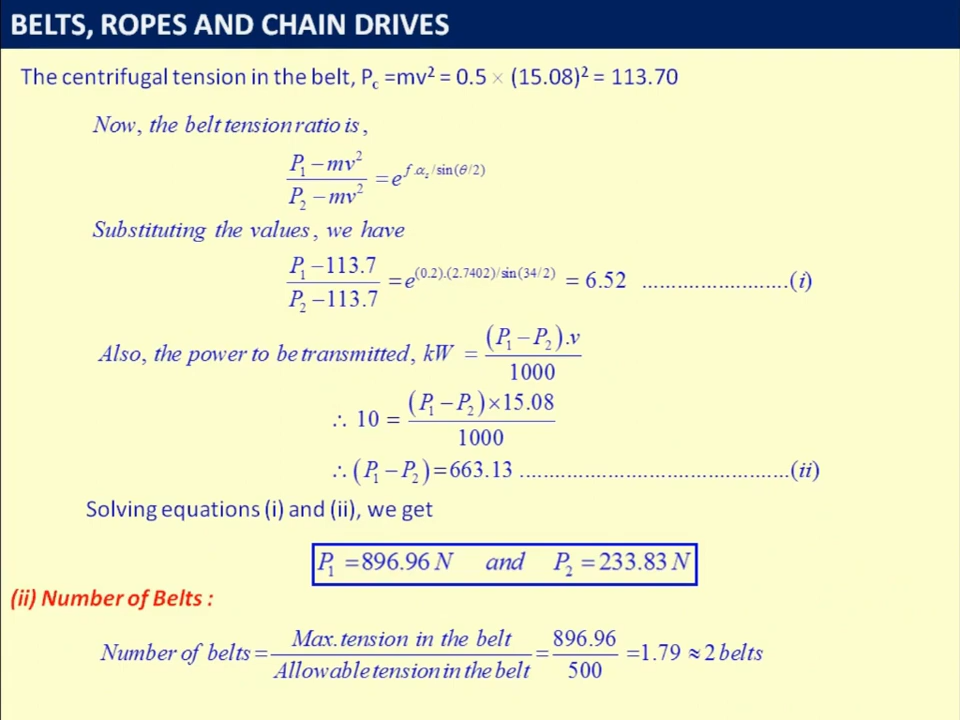 BELTS, ROPES AND CHAIN DRIVES
The centrifugal tension in the belt, P_c =mv² = 0.5 × (15.08)² = 113.70
Now, the belt tension ratio is,
(P₁ − mv²)/(P₂ − mv²) = e^(f.α_s/sin(θ/2))
Substituting the values, we have
(P₁ −113.7)/(P₂ −113.7) = e^((0.2).(2.7402)/sin(34/2)) = 6.52 .........................(i)
Also, the power to be transmitted, kW = ((P₁ − P₂).v)/1000
∴ 10 = ((P₁ − P₂)×15.08)/1000
∴ (P₁ − P₂) = 663.13 ..............................................(ii)
Solving equations (i) and (ii), we get
P₁ =896.96 N and P₂ =233.83 N
(ii) Number of Belts :
Number of belts = (Max.tension in the belt)/(Allowable tension in the belt) = 896.96/500 =1.79 ≈ 2 belts